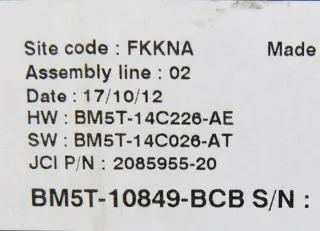 Site code : FKKNA Made
Assembly line : 02
Date : 17/10/12
HW : BM5T-14C226-AE
SW : BM5T-14C026-AT
JCI P/N : 2085955-20
BM5T-10849-BCB S/N :